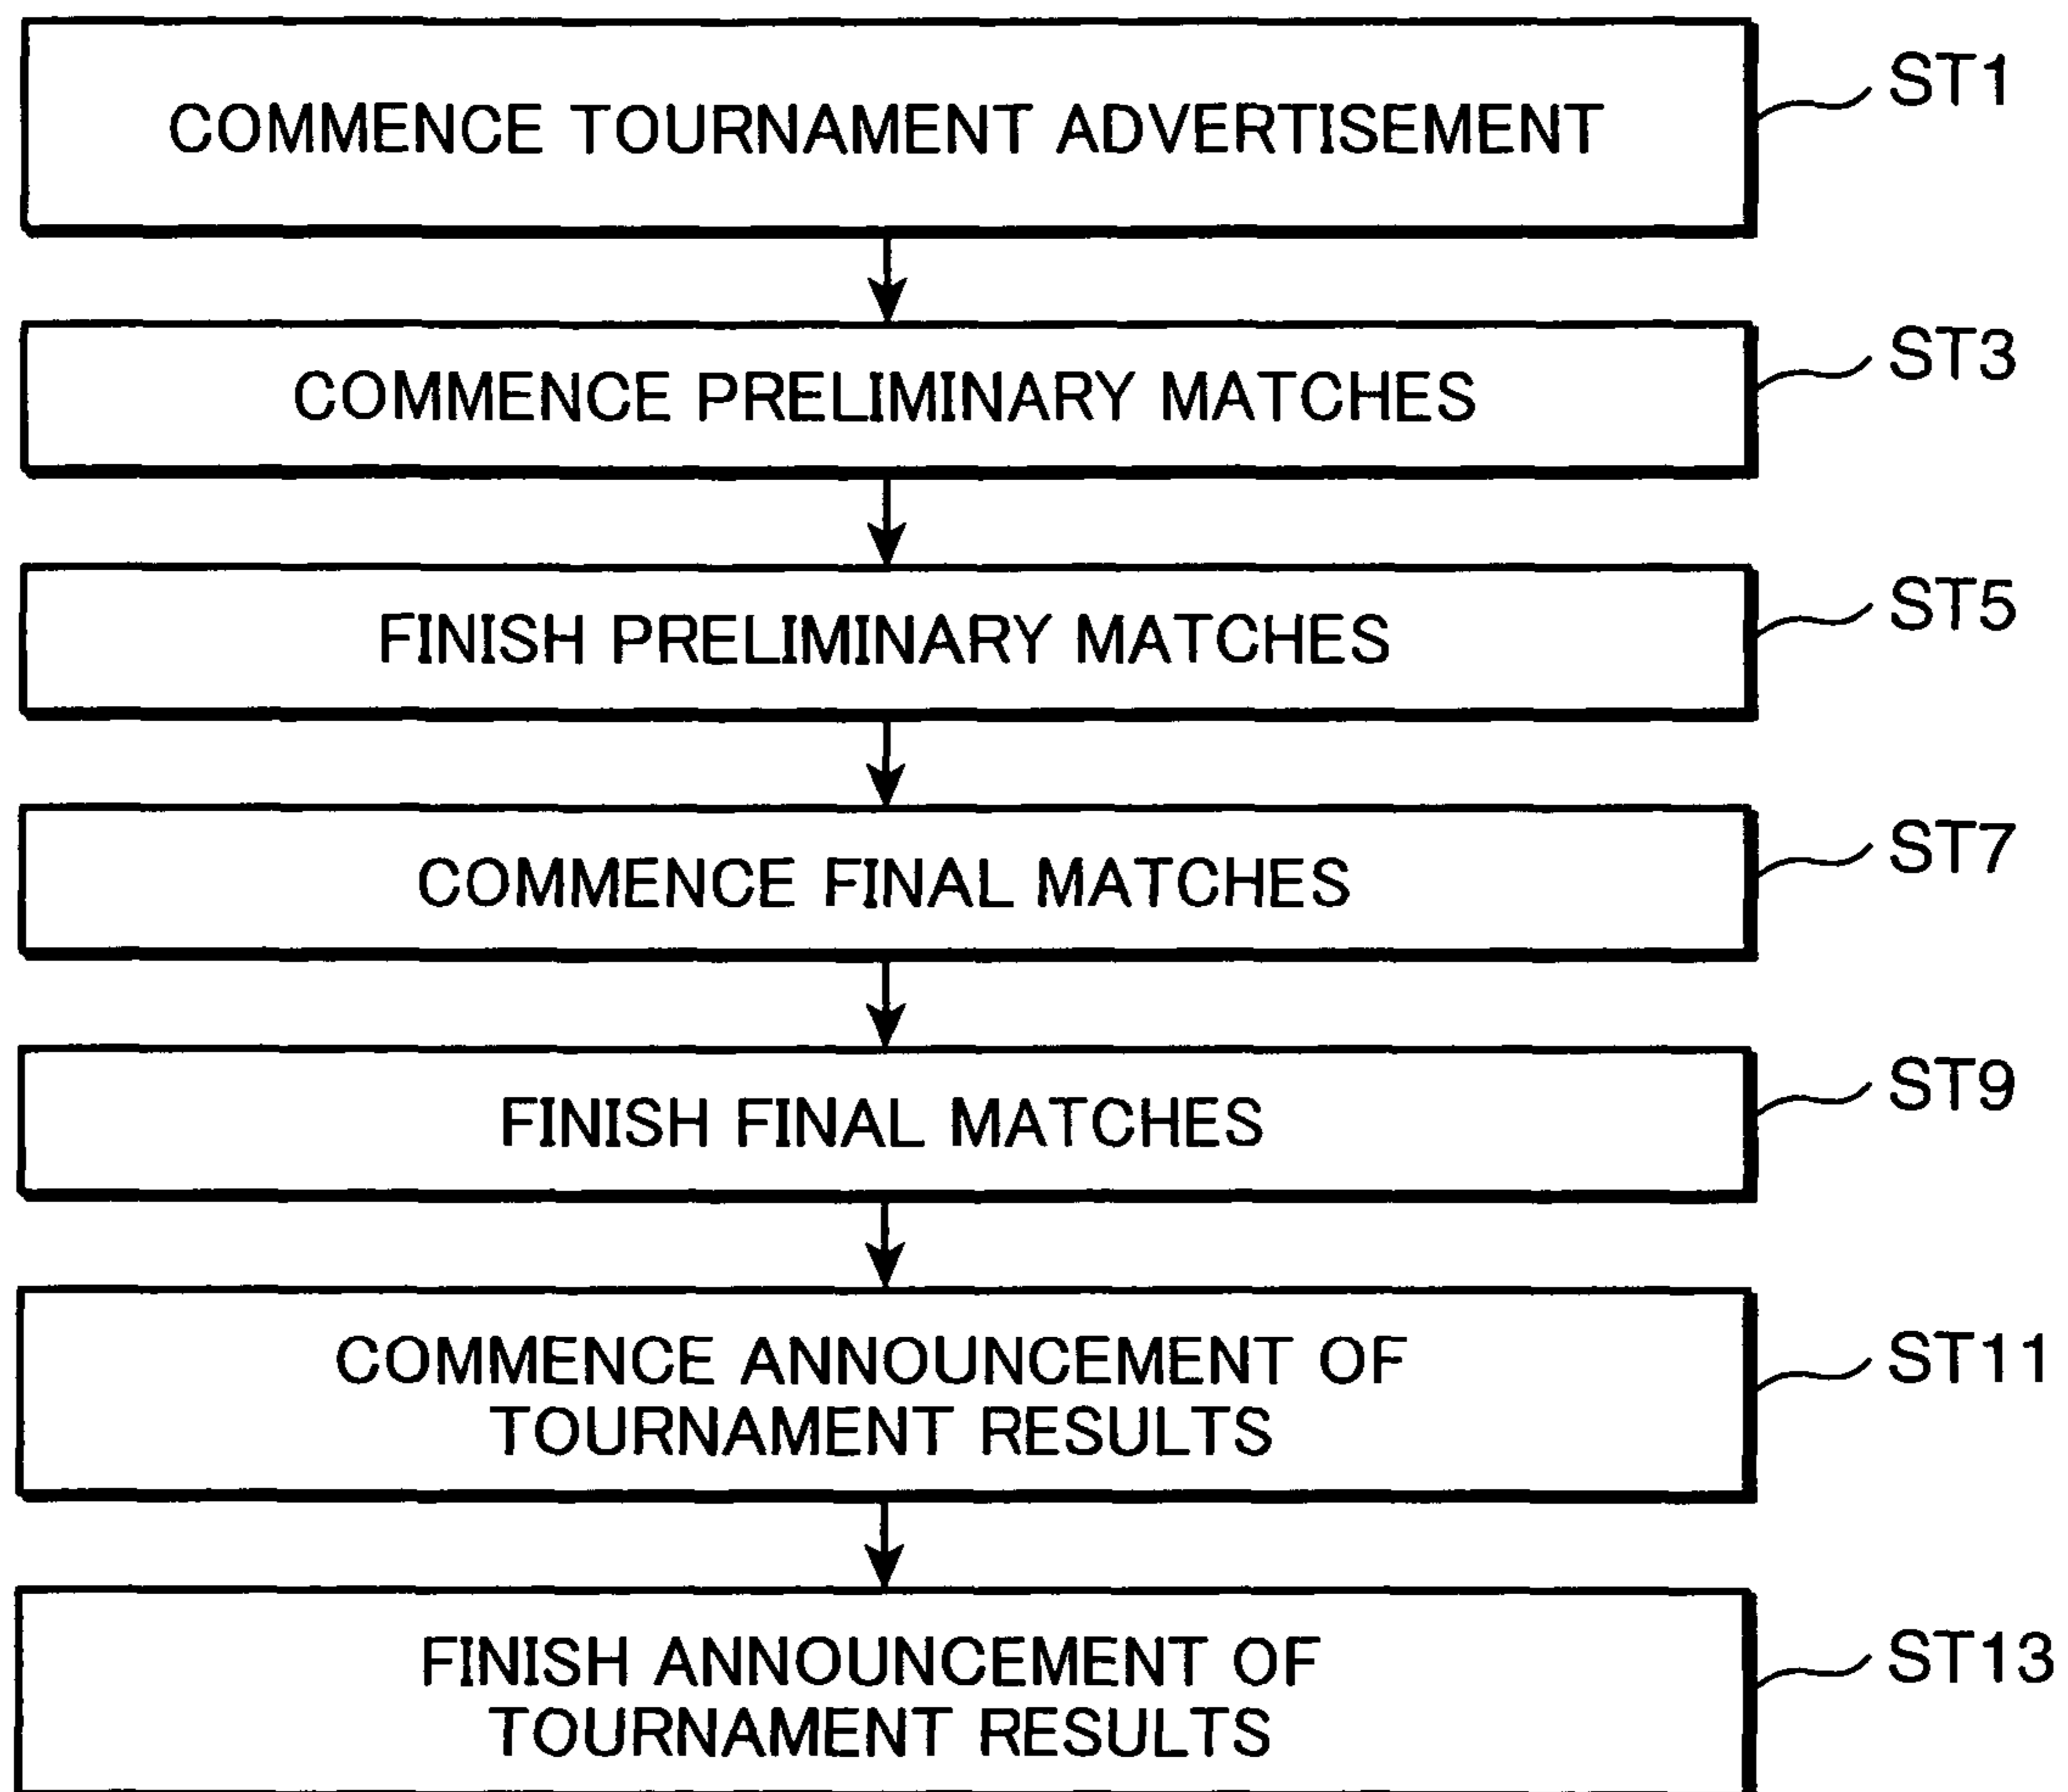 COMMENCE TOURNAMENT ADVERTISEMENT
ST1
COMMENCE PRELIMINARY MATCHES
ST3
FINISH PRELIMINARY MATCHES
ST5
COMMENCE FINAL MATCHES
ST7
FINISH FINAL MATCHES
ST9
COMMENCE ANNOUNCEMENT OF
TOURNAMENT RESULTS
ST11
FINISH ANNOUNCEMENT OF
TOURNAMENT RESULTS
ST13